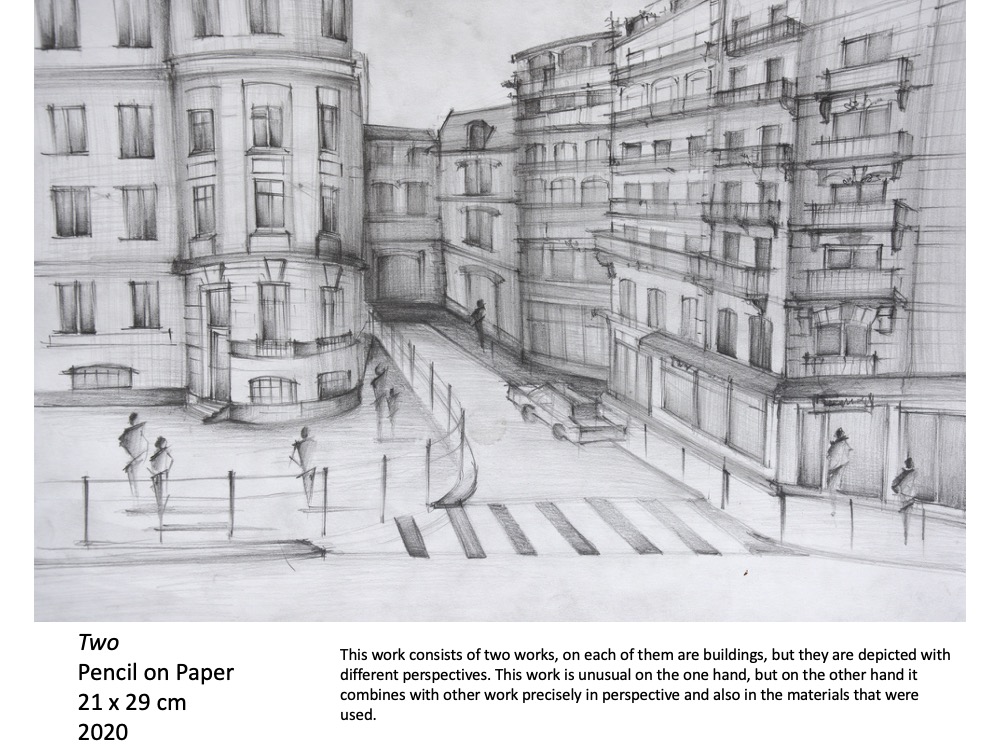 Two
Pencil on Paper
21 x 29 cm
2020
This work consists of two works, on each of them are buildings, but they are depicted with
different perspectives. This work is unusual on the one hand, but on the other hand it
combines with other work precisely in perspective and also in the materials that were
used.